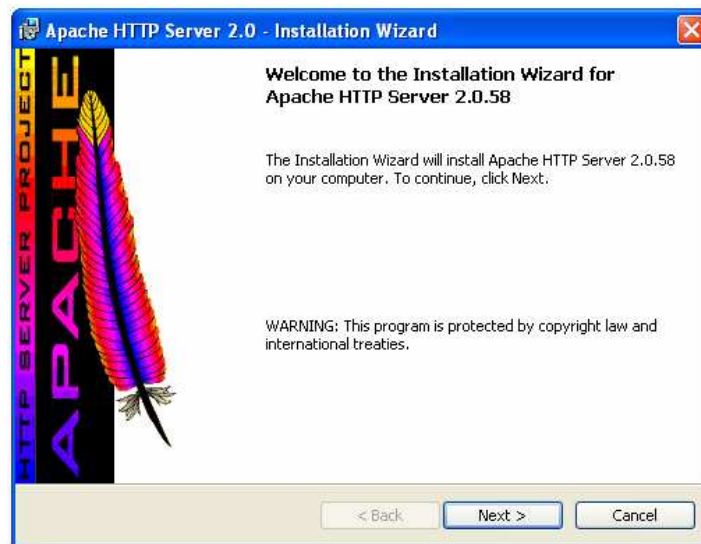 Apache HTTP Server 2.0 - Installation Wizard
HTTP SERVER PROJECT
APACHE
Welcome to the Installation Wizard for
Apache HTTP Server 2.0.58
The Installation Wizard will install Apache HTTP Server 2.0.58
on your computer. To continue, click Next.
WARNING: This program is protected by copyright law and
international treaties.
< Back
Next >
Cancel